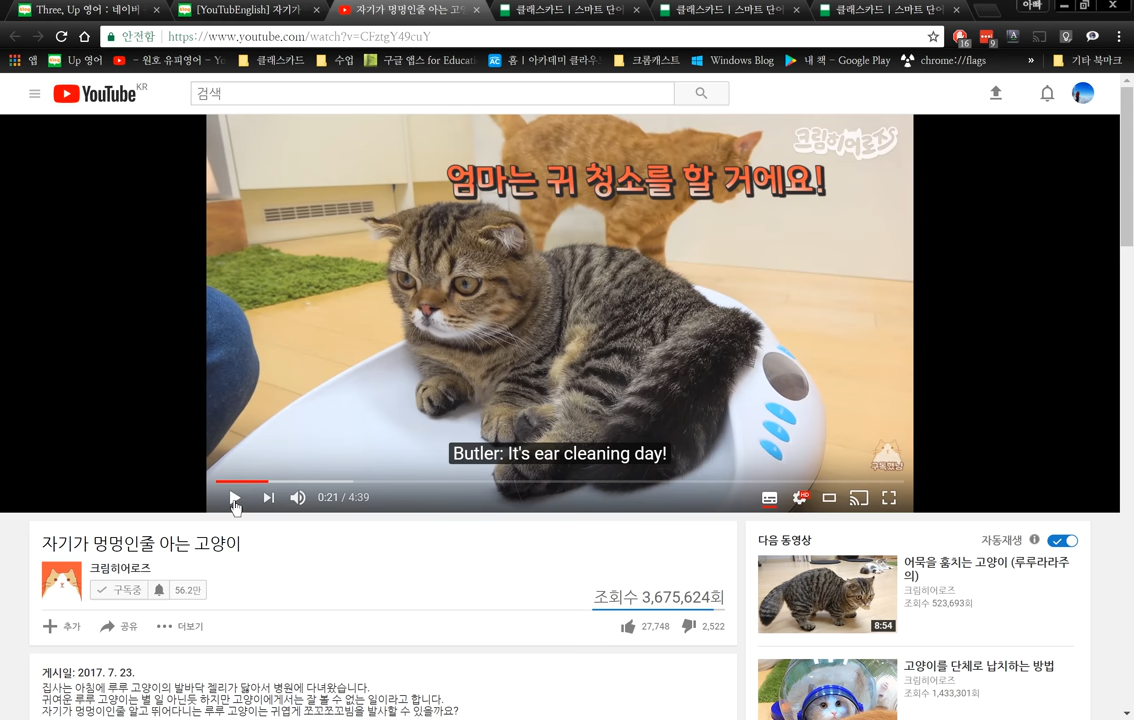 Three, Up 영어 : 네이버
[YouTubEnglish] 자기가
자기가 멍멍인줄 아는 고양
클래스카드 | 스마트 단어
클래스카드 | 스마트 단어
클래스카드 | 스마트 단어
아빠
안전함 | https://www.youtube.com/watch?v=CFztgY49cuY
16
9
앱
Up 영어
- 원호 유피영어 - Yo
클래스카드
수업
구글 앱스 for Educati
홈 | 아카데미 클라우
크롬캐스트
Windows Blog
내 책 - Google Play
chrome://flags
»
기타 북마크
YouTube KR
검색
크림히어로즈
엄마는 귀 청소를 할 거에요!
Butler: It's ear cleaning day!
구독했냥
0:21 / 4:39
HD
자기가 멍멍인줄 아는 고양이
크림히어로즈
구독중
56.2만
조회수 3,675,624회
추가
공유
더보기
27,748
2,522
게시일: 2017. 7. 23.
집사는 아침에 루루 고양이의 발바닥 젤리가 닳아서 병원에 다녀왔습니다.
귀여운 루루 고양이는 별 일 아닌듯 하지만 고양이에게서는 잘 볼 수 없는 일이라고 합니다.
자기가 멍멍인줄 알고 뛰어다니는 루루 고양이는 귀엽게 쪼꼬쪼꼬빔을 발사할 수 있을까요?
다음 동영상
자동재생
어묵을 훔치는 고양이 (루루라라주
의)
크림히어로즈
조회수 523,693회
8:54
고양이를 단체로 납치하는 방법
크림히어로즈
조회수 1,433,301회